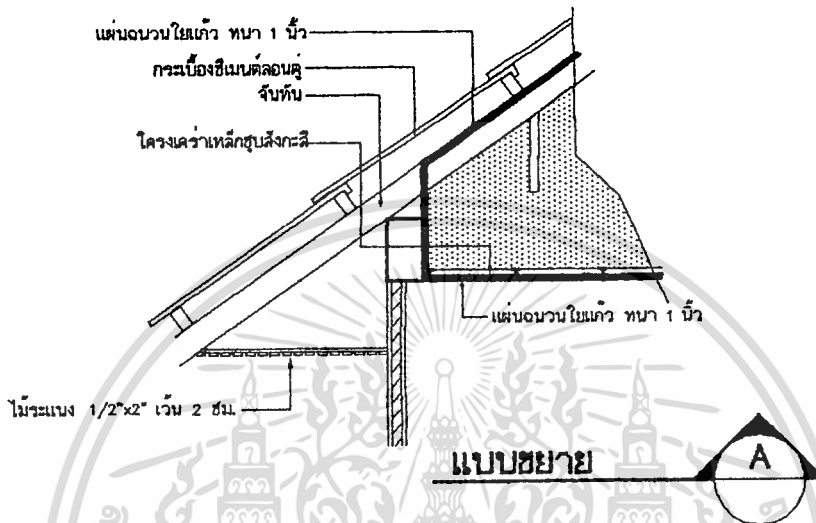 แผ่นฉนวนใยแก้ว หนา 1 นิ้ว
กระเบื้องซีเมนต์ลอนคู่
จันทัน
โครงเคร่าเหล็กชุบสังกะสี
แผ่นฉนวนใยแก้ว หนา 1 นิ้ว
ไม้ระแนง 1/2"x2" เว้น 2 ซม.
แบบขยาย
A